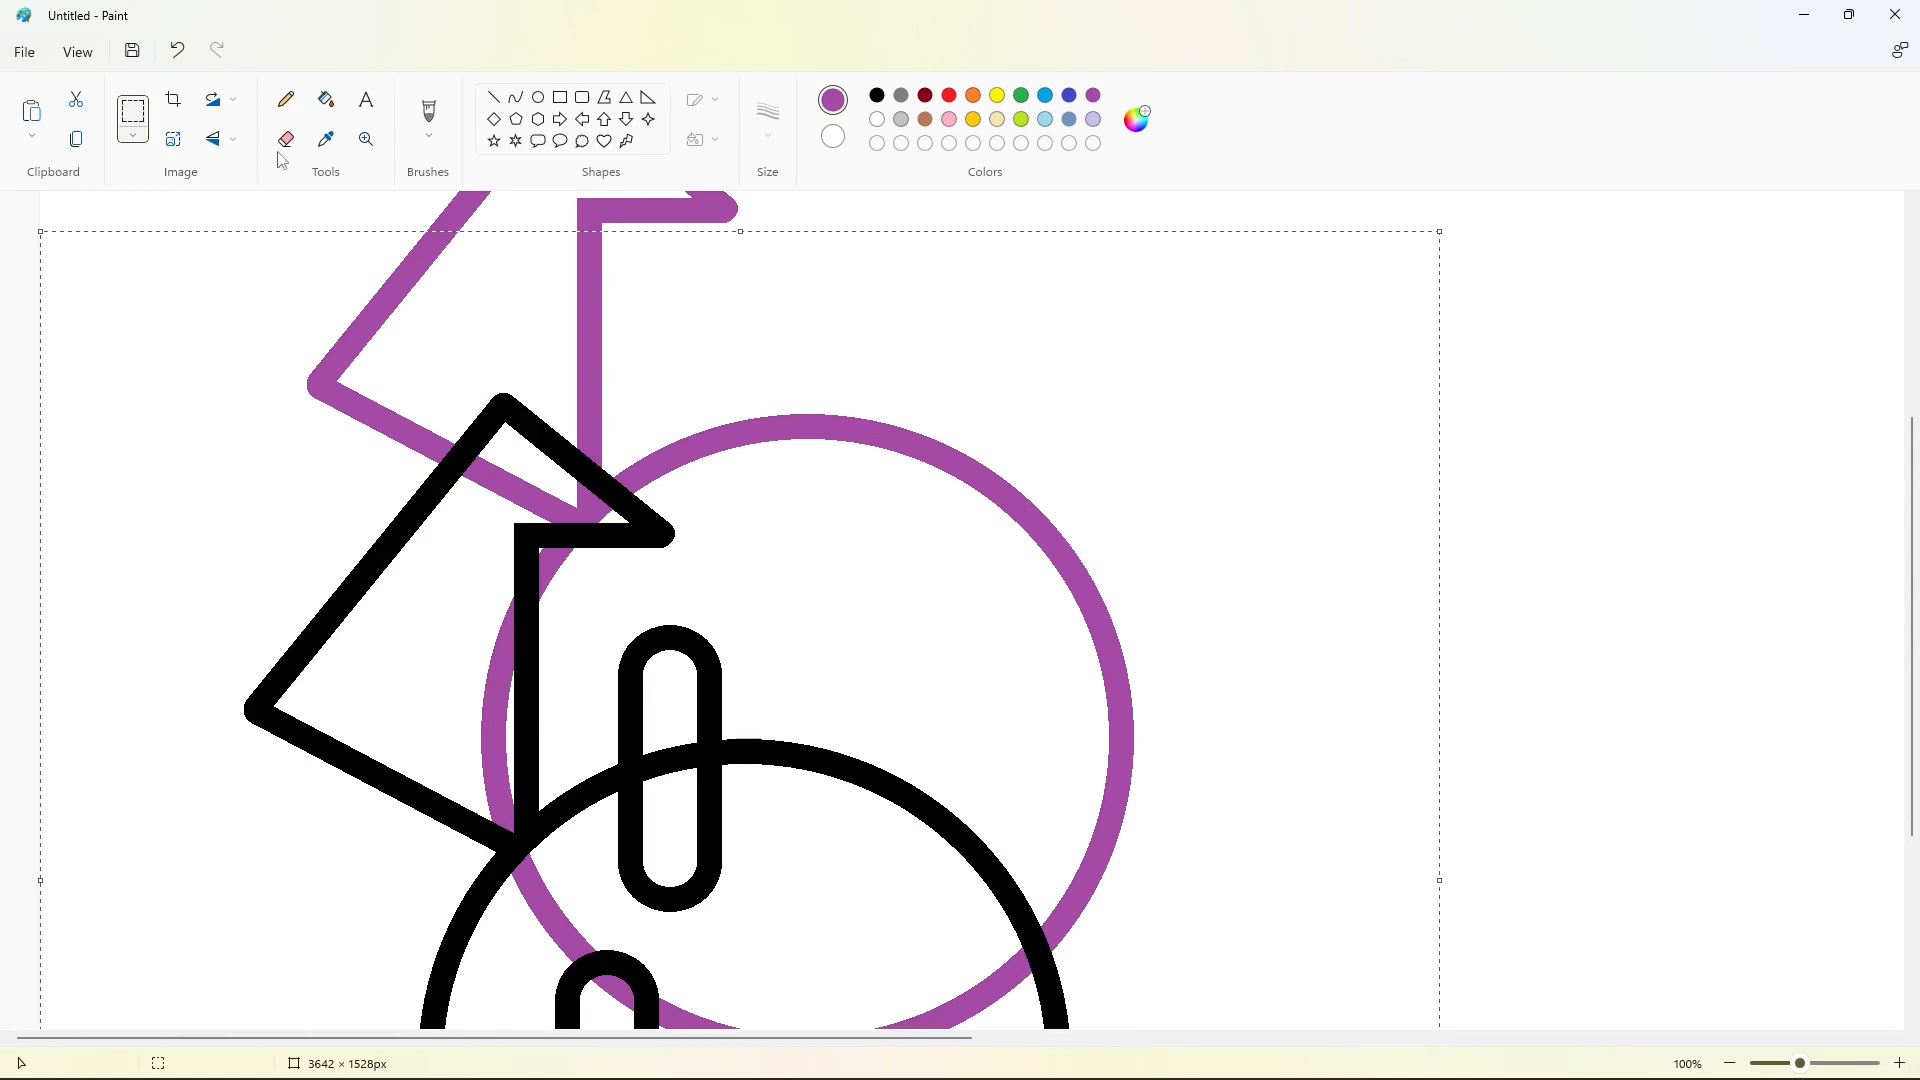 Untitled - Paint
File View
Clipboard
Image
Tools
Brushes
Shapes
Size
Colors
3642 × 1528px
100%